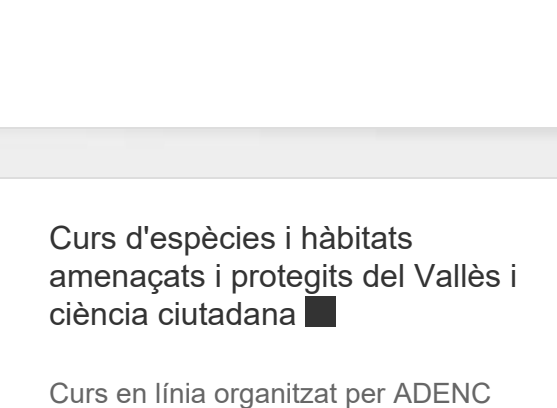 Curs d'espècies i hàbitats
amenaçats i protegits del Vallès i
ciència ciutadana
Curs en línia organitzat per ADENC